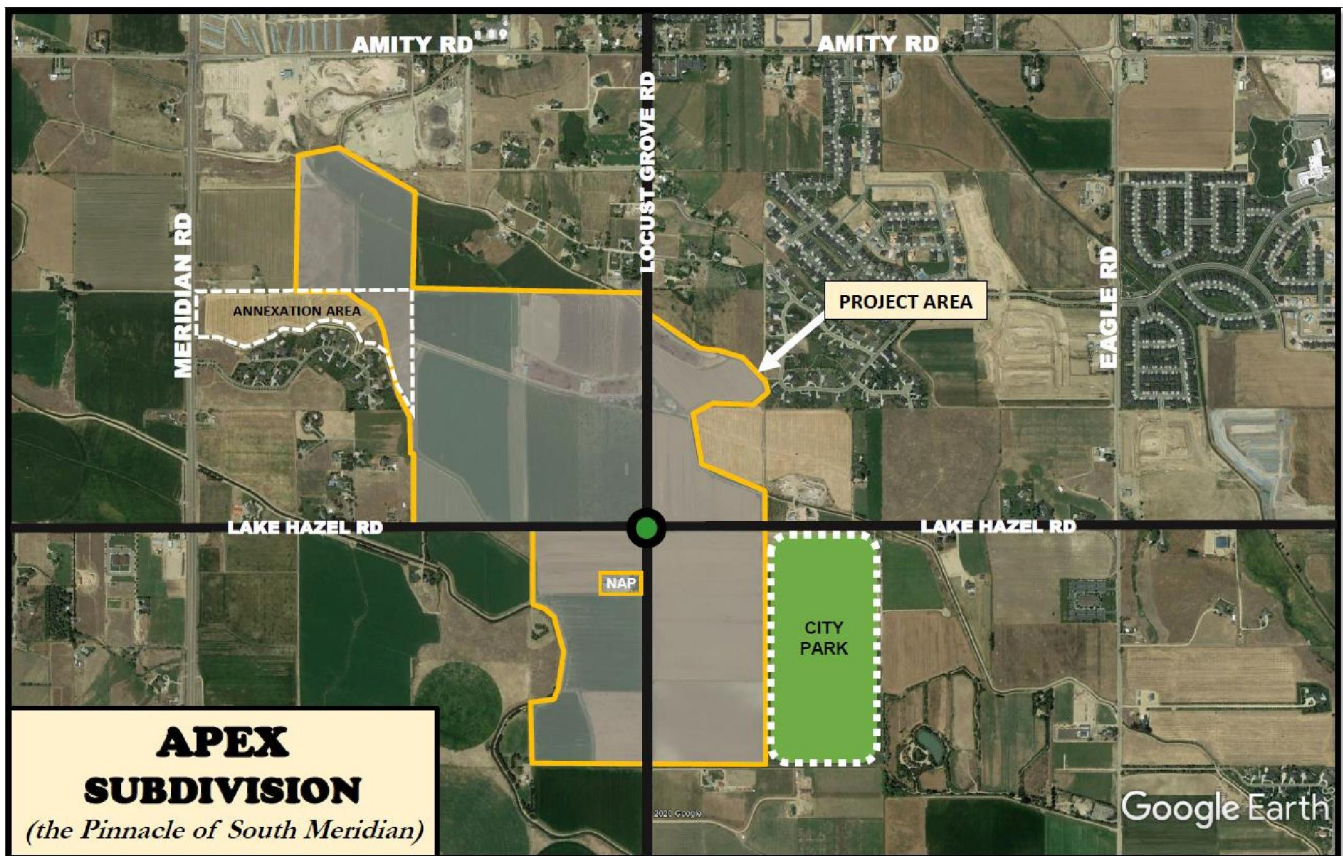 AMITY RD
AMITY RD
LOCUST GROVE RD
MERIDIAN RD
ANNEXATION AREA
PROJECT AREA
EAGLE RD
LAKE HAZEL RD
LAKE HAZEL RD
NAP
CITY
PARK
APEX
SUBDIVISION
(the Pinnacle of South Meridian)
2020 Google
Google Earth